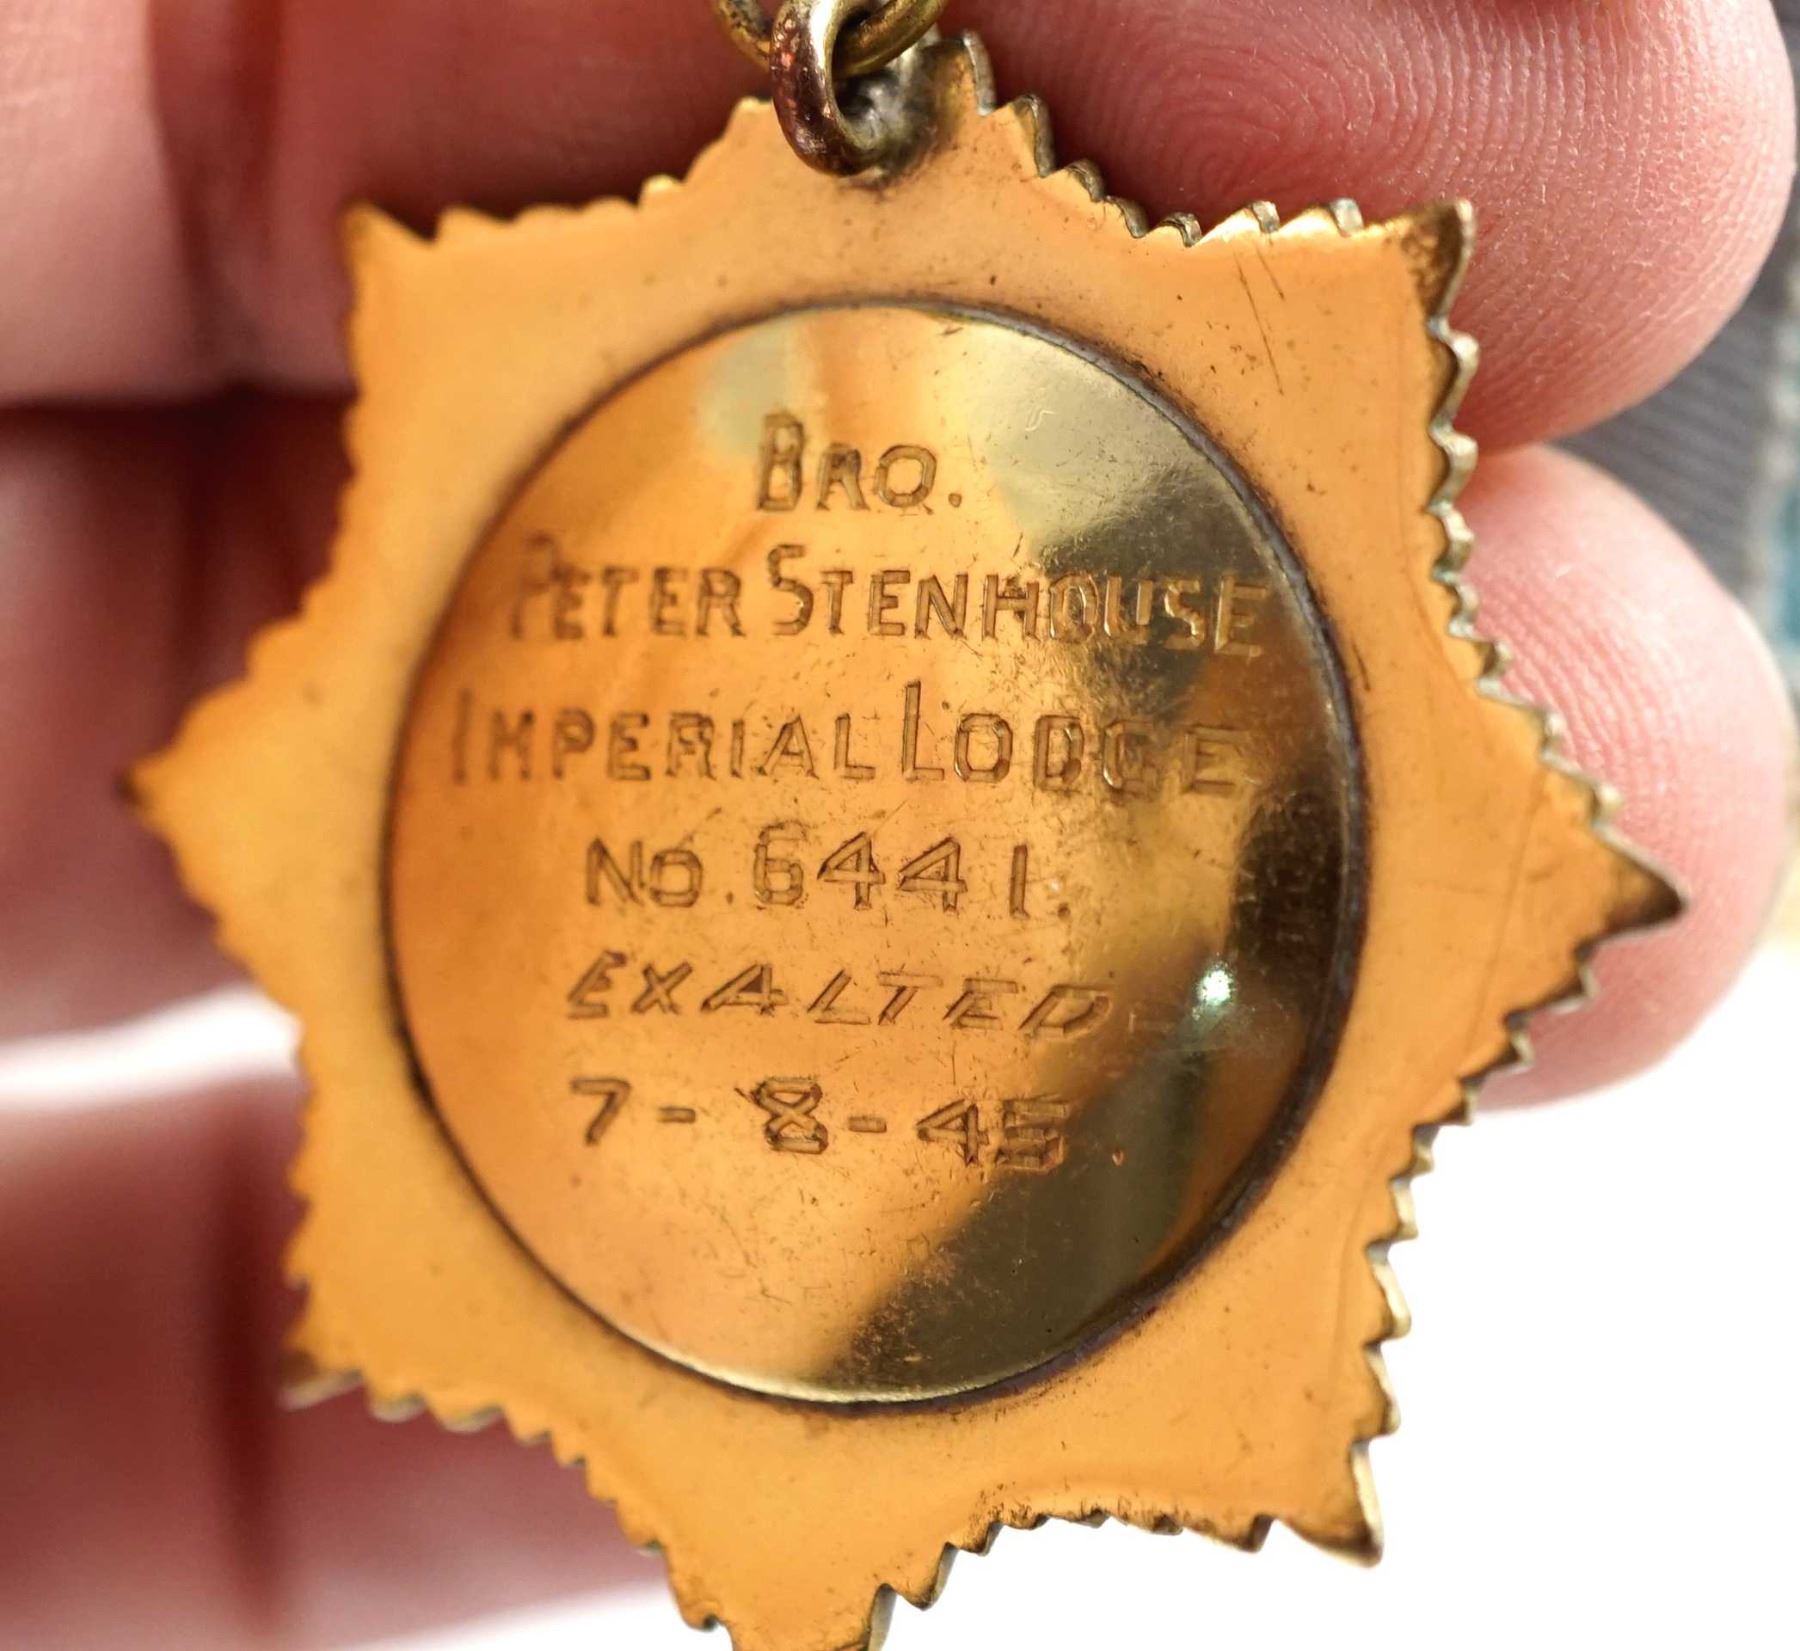 BRO.
PETER STENHOUSE
IMPERIAL LODGE
NO. 6441.
EXALTED
7-8-45.